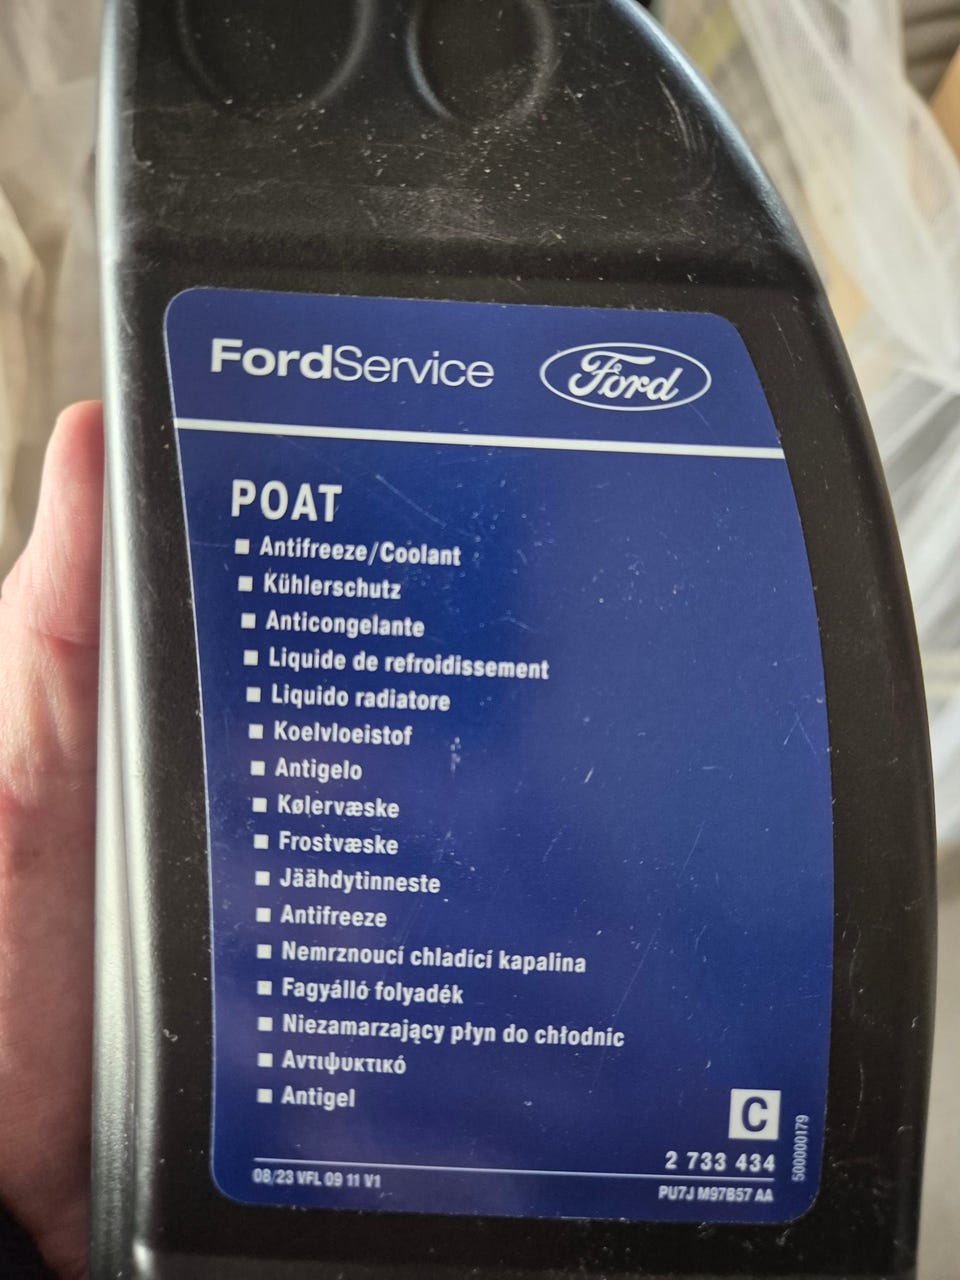 FordService
Ford
POAT
Antifreeze/Coolant
Kühlerschutz
Anticongelante
Liquide de refroidissement
Liquido radiatore
Koelvloeistof
Antigelo
Kølervæske
Frostvæske
Jäähdytinneste
Antifreeze
Nemrznoucí chladící kapalina
Fagyálló folyadék
Niezamarzający płyn do chłodnic
Αντιψυκτικό
Antigel
C
2 733 434
500000179
08/23 VFL 09 11 V1
PU7J M97B57 AA